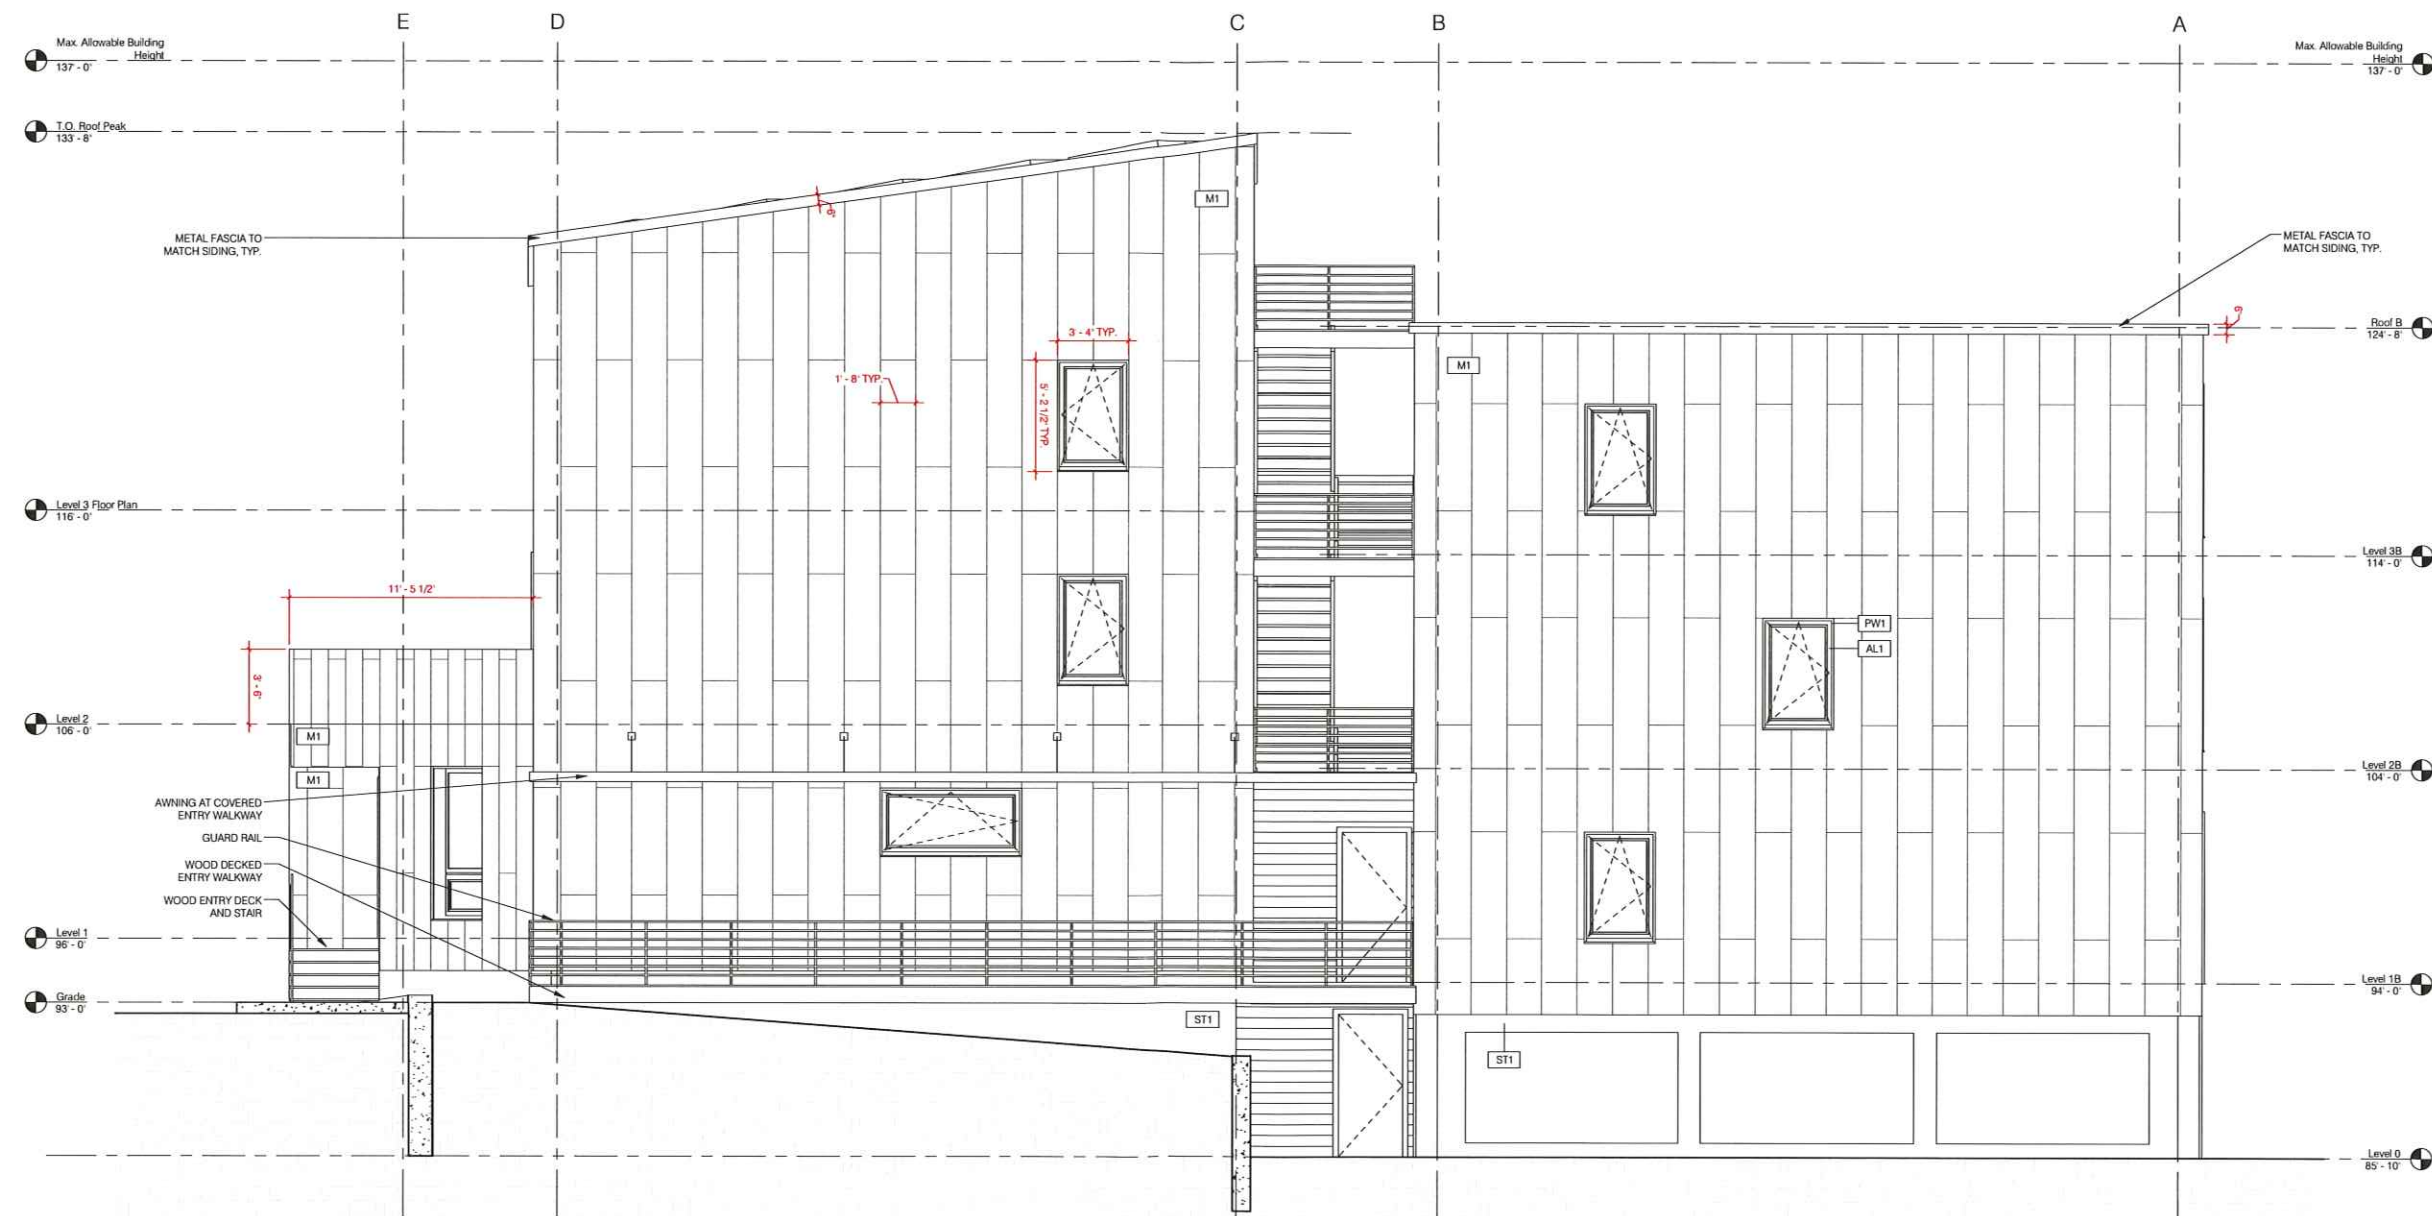 E
D
C
B
A
Max. Allowable Building
Height
137' - 0"
Max. Allowable Building
Height
137' - 0"
T.O. Roof Peak
133' - 8"
M1
6"
METAL FASCIA TO
MATCH SIDING, TYP.
METAL FASCIA TO
MATCH SIDING, TYP.
6"
Roof B
124' - 8"
3' - 4" TYP.
M1
1' - 8" TYP.
5' - 2 1/2" TYP.
Level 3 Floor Plan
116' - 0"
Level 3B
114' - 0"
11' - 5 1/2"
PW1
AL1
3' - 6"
Level 2
106' - 0"
M1
M1
Level 2B
104' - 0"
AWNING AT COVERED
ENTRY WALKWAY
GUARD RAIL
WOOD DECKED
ENTRY WALKWAY
WOOD ENTRY DECK
AND STAIR
Level 1
96' - 0"
Level 1B
94' - 0"
Grade
93' - 0"
ST1
ST1
Level 0
85' - 10"